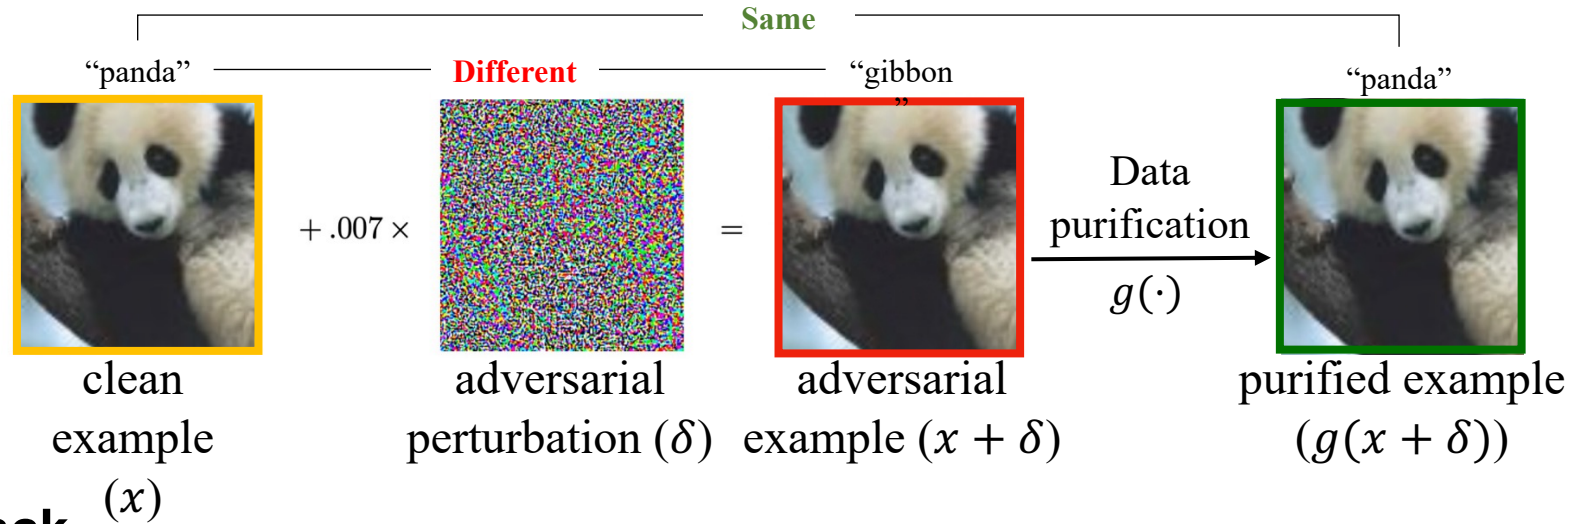 Same
“panda”
Different
“gibbon
”
“panda”
+ .007 ×
=
Data
purification
g(·)
clean
example
(x)
adversarial
perturbation (δ)
adversarial
example (x + δ)
purified example
(g(x + δ))